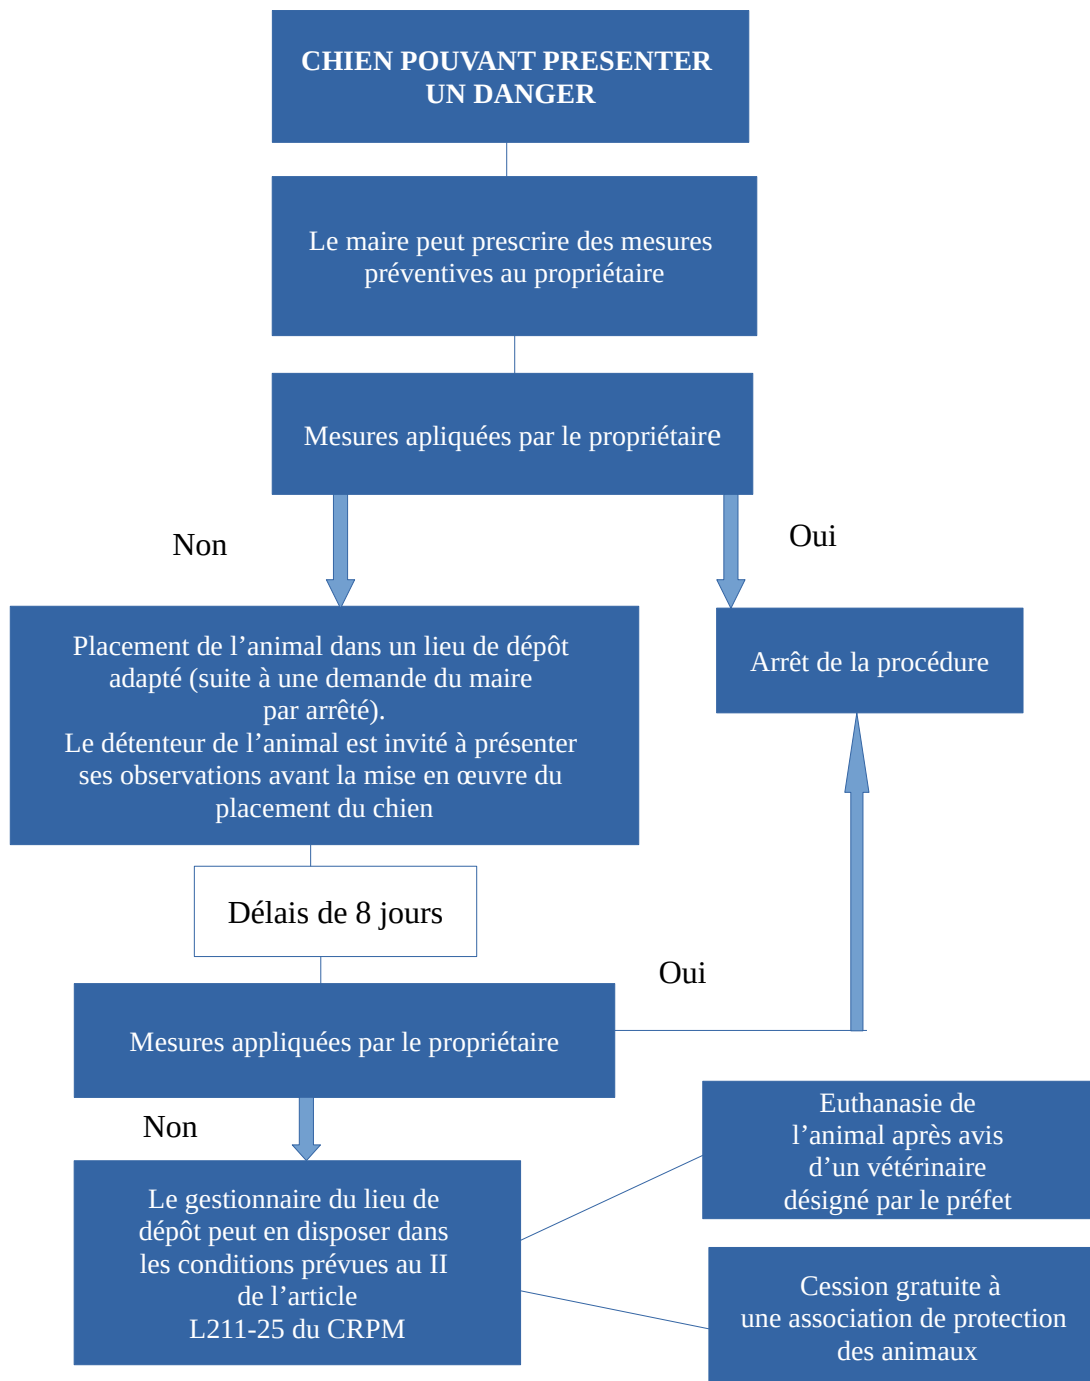 CHIEN POUVANT PRESENTER
UN DANGER
Le maire peut prescrire des mesures
préventives au propriétaire
Mesures apliquées par le propriétaire
Non
Oui
Placement de l’animal dans un lieu de dépôt
adapté (suite à une demande du maire
par arrêté).
Le détenteur de l’animal est invité à présenter
ses observations avant la mise en œuvre du
placement du chien
Arrêt de la procédure
Délais de 8 jours
Oui
Mesures appliquées par le propriétaire
Non
Le gestionnaire du lieu de
dépôt peut en disposer dans
les conditions prévues au II
de l’article
L211-25 du CRPM
Euthanasie de
l’animal après avis
d’un vétérinaire
désigné par le préfet
Cession gratuite à
une association de protection
des animaux